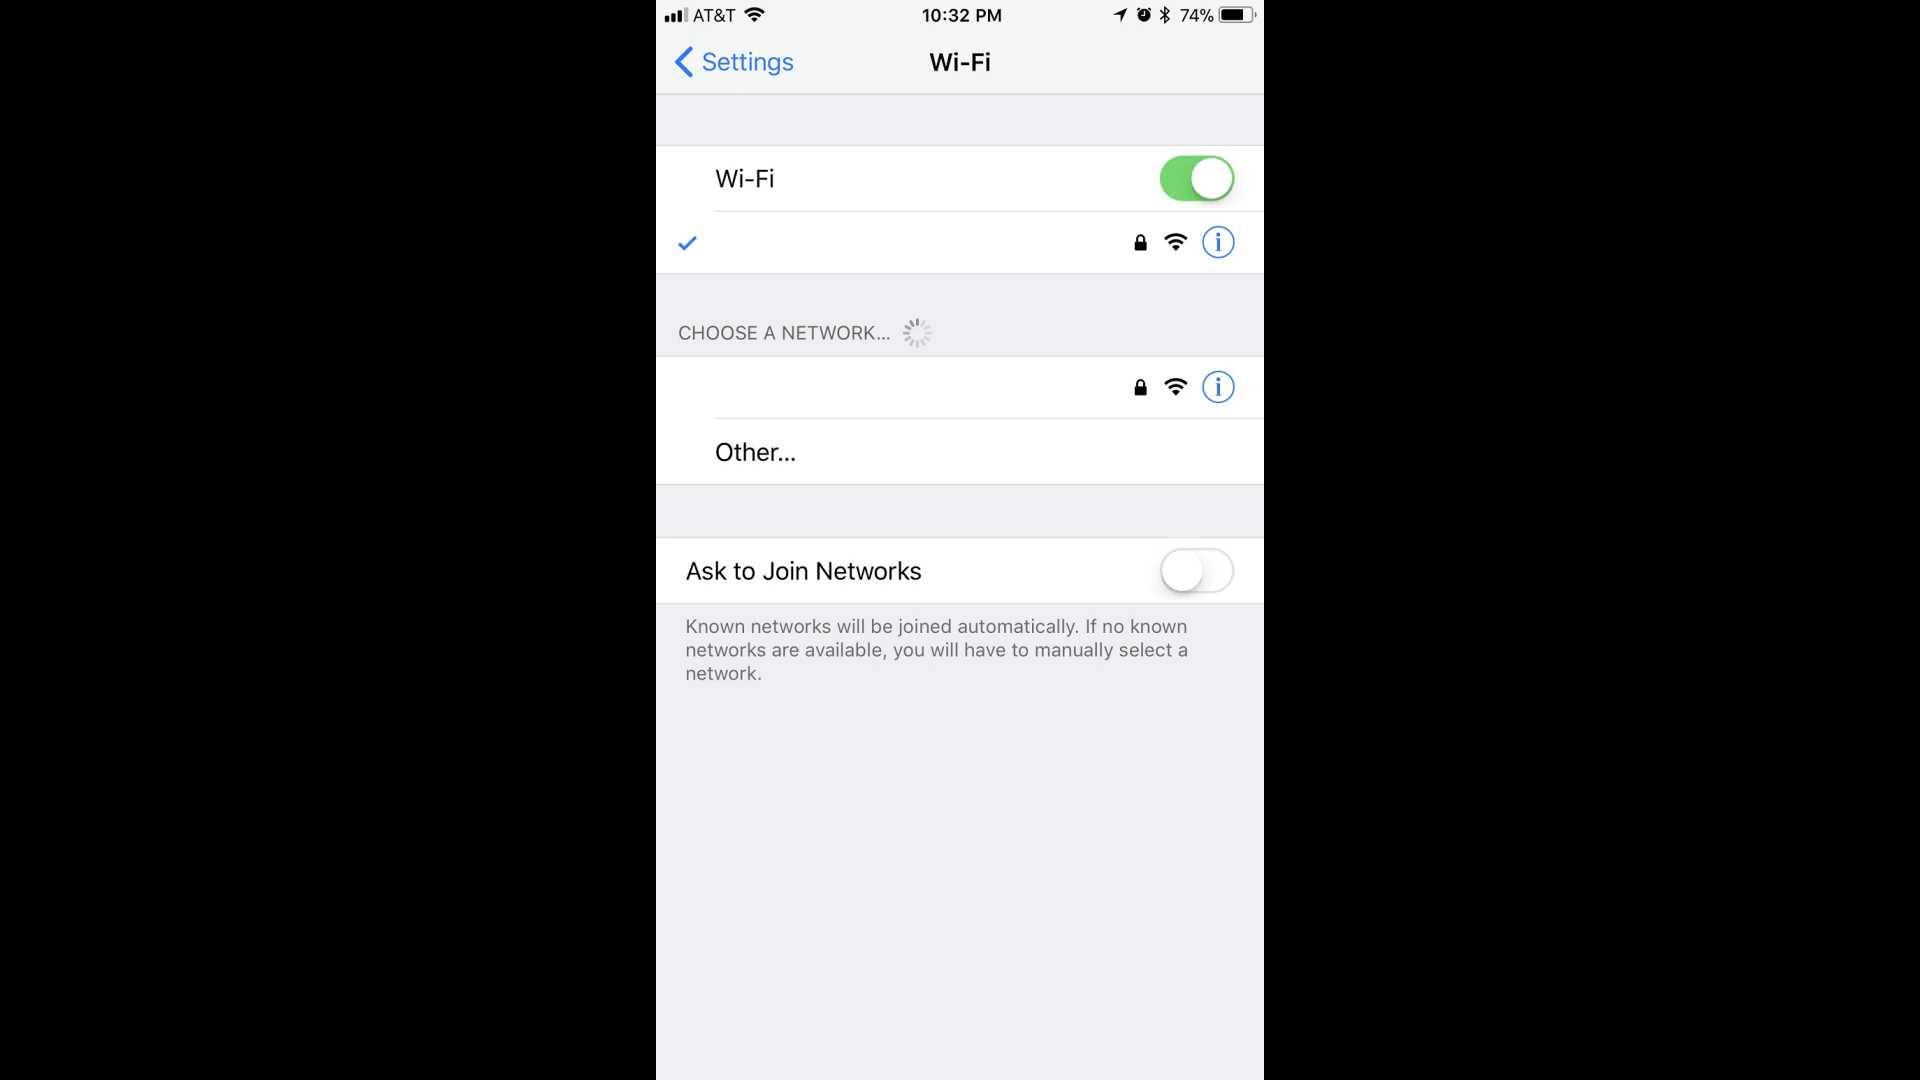 AT&T 10:32 PM 74%
Settings Wi-Fi
Wi-Fi
CHOOSE A NETWORK...
Other...
Ask to Join Networks
Known networks will be joined automatically. If no known
networks are available, you will have to manually select a
network.